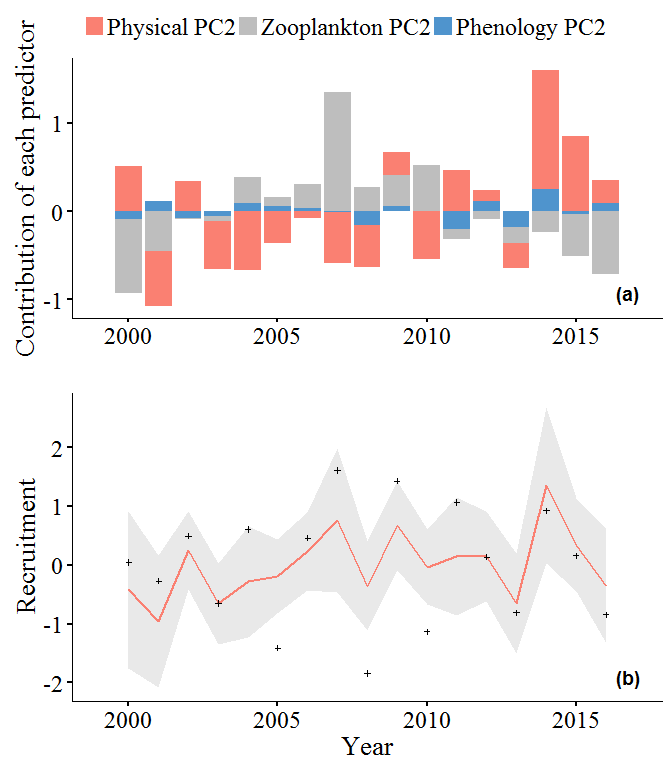 Physical PC2 Zooplankton PC2 Phenology PC2
Contribution of each predictor
1
0
-1
(a)
2000 2005 2010 2015
Recruitment
2
1
0
-1
-2
(b)
2000 2005 2010 2015
Year